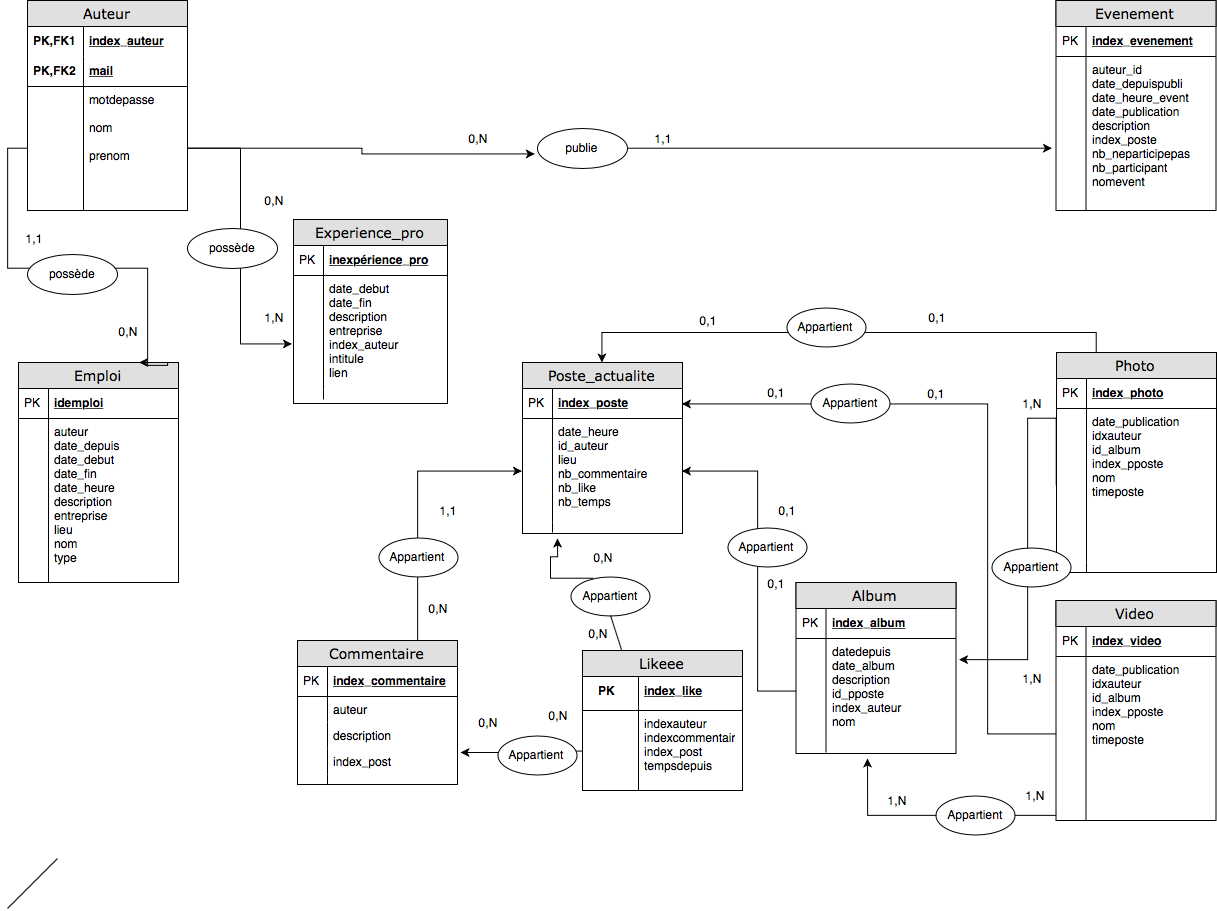 Auteur
PK,FK1 index_auteur
PK,FK2 mail
motdepasse
nom
prenom
Evenement
PK index_evenement
auteur_id
date_depuispubli
date_heure_event
date_publication
description
index_poste
nb_neparticipepas
nb_participant
nomevent
0,N
publie
1,1
0,N
possède
1,N
1,1
possède
0,N
Experience_pro
PK inexpérience_pro
date_debut
date_fin
description
entreprise
index_auteur
intitule
lien
Emploi
PK idemploi
auteur
date_depuis
date_debut
date_fin
date_heure
description
entreprise
lieu
nom
type
Poste_actualite
PK index_poste
date_heure
id_auteur
lieu
nb_commentaire
nb_like
nb_temps
0,1
Appartient
0,1
0,1
Appartient
0,1
Photo
PK index_photo
date_publication
idxauteur
id_album
index_pposte
nom
timeposte
1,N
Appartient
1,N
0,1
Appartient
0,1
1,1
Appartient
0,N
0,N
Appartient
0,N
Album
PK index_album
datedepuis
date_album
description
id_pposte
index_auteur
nom
Video
PK index_video
date_publication
idxauteur
id_album
index_pposte
nom
timeposte
Commentaire
PK index_commentaire
auteur
description
index_post
Likeee
PK index_like
indexauteur
indexcommentair
index_post
tempsdepuis
0,N
Appartient
0,N
1,N
Appartient
1,N